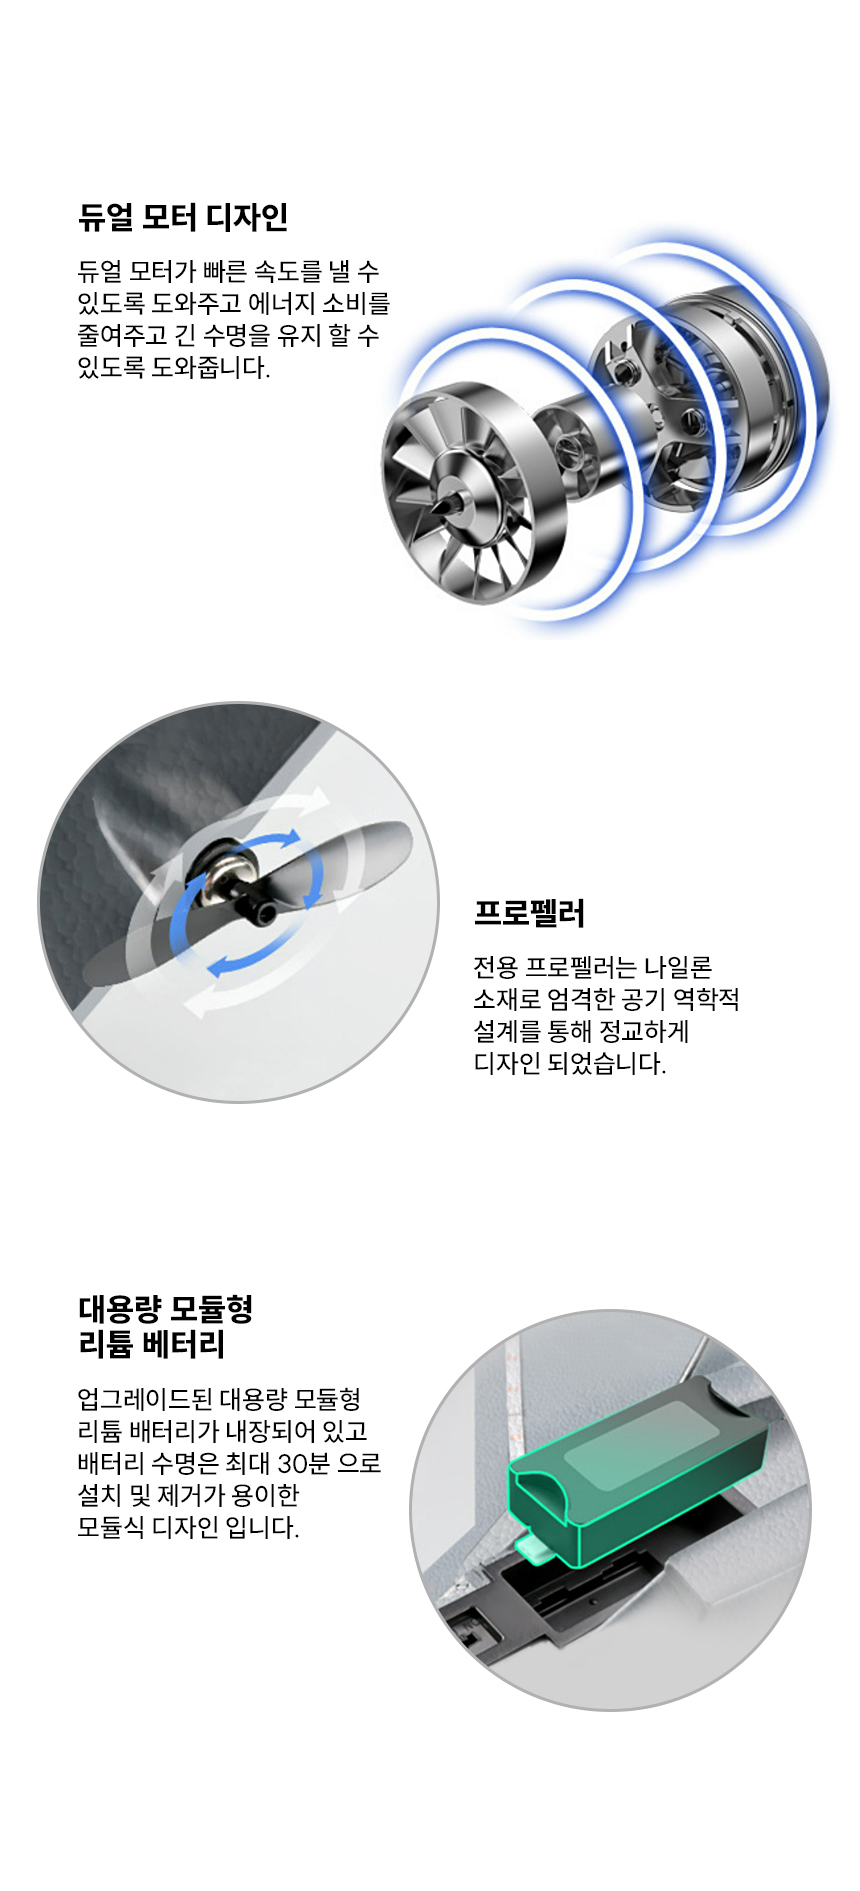 듀얼 모터 디자인
듀얼 모터가 빠른 속도를 낼 수
있도록 도와주고 에너지 소비를
줄여주고 긴 수명을 유지 할 수
있도록 도와줍니다.
프로펠러
전용 프로펠러는 나일론
소재로 엄격한 공기 역학적
설계를 통해 정교하게
디자인 되었습니다.
대용량 모듈형
리튬 베터리
업그레이드된 대용량 모듈형
리튬 배터리가 내장되어 있고
배터리 수명은 최대 30분 으로
설치 및 제거가 용이한
모듈식 디자인 입니다.